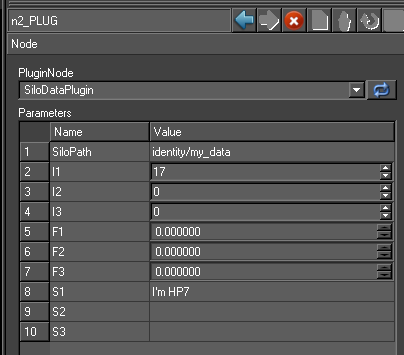 n2_PLUG
Node
PluginNode
SiloDataPlugin
Parameters
Name Value
1 SiloPath identity/my_data
2 I1 17
3 I2 0
4 I3 0
5 F1 0.000000
6 F2 0.000000
7 F3 0.000000
8 S1 I'm HP7
9 S2
10 S3